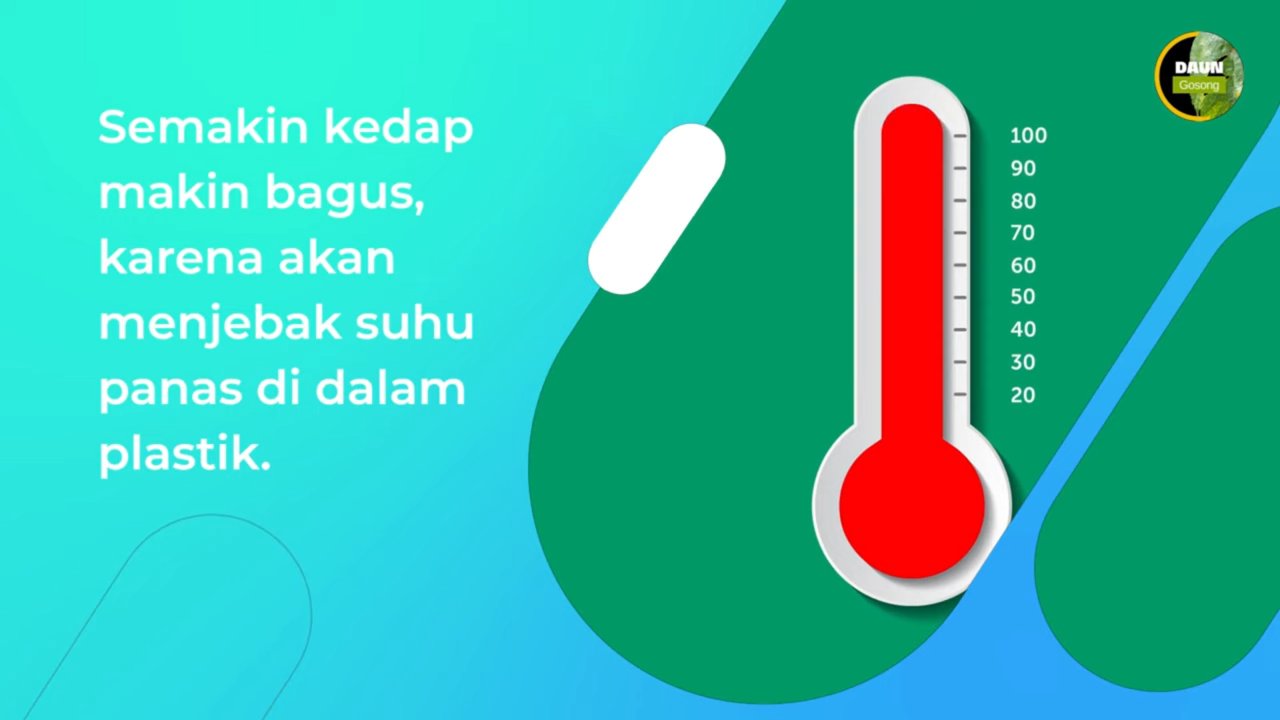 Semakin kedap
makin bagus,
karena akan
menjebak suhu
panas di dalam
plastik.
DAUN
Gosong
100
90
80
70
60
50
40
30
20